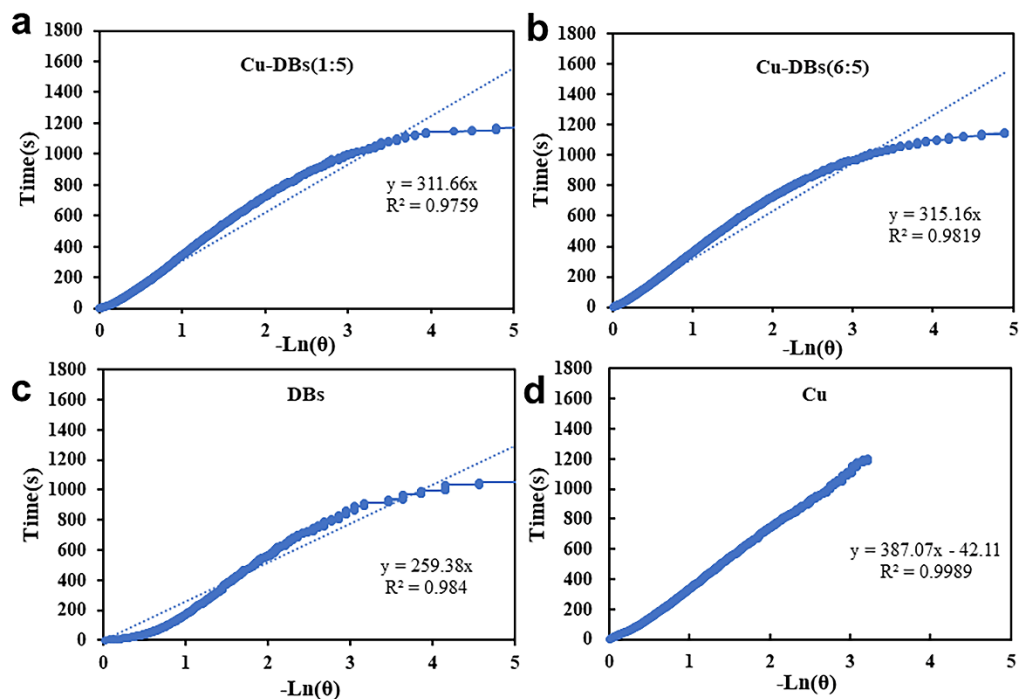 a
Cu-DBs(1:5)
1800
1600
1400
1200
1000
800
600
400
200
0
Time(s)
y = 311.66x
R² = 0.9759
0 1 2 3 4 5
-Ln(θ)
b
Cu-DBs(6:5)
1800
1600
1400
1200
1000
800
600
400
200
0
Time(s)
y = 315.16x
R² = 0.9819
0 1 2 3 4 5
-Ln(θ)
c
DBs
1800
1600
1400
1200
1000
800
600
400
200
0
Time(s)
y = 259.38x
R² = 0.984
0 1 2 3 4 5
-Ln(θ)
d
Cu
1800
1600
1400
1200
1000
800
600
400
200
0
Time(s)
y = 387.07x - 42.11
R² = 0.9989
0 1 2 3 4 5
-Ln(θ)